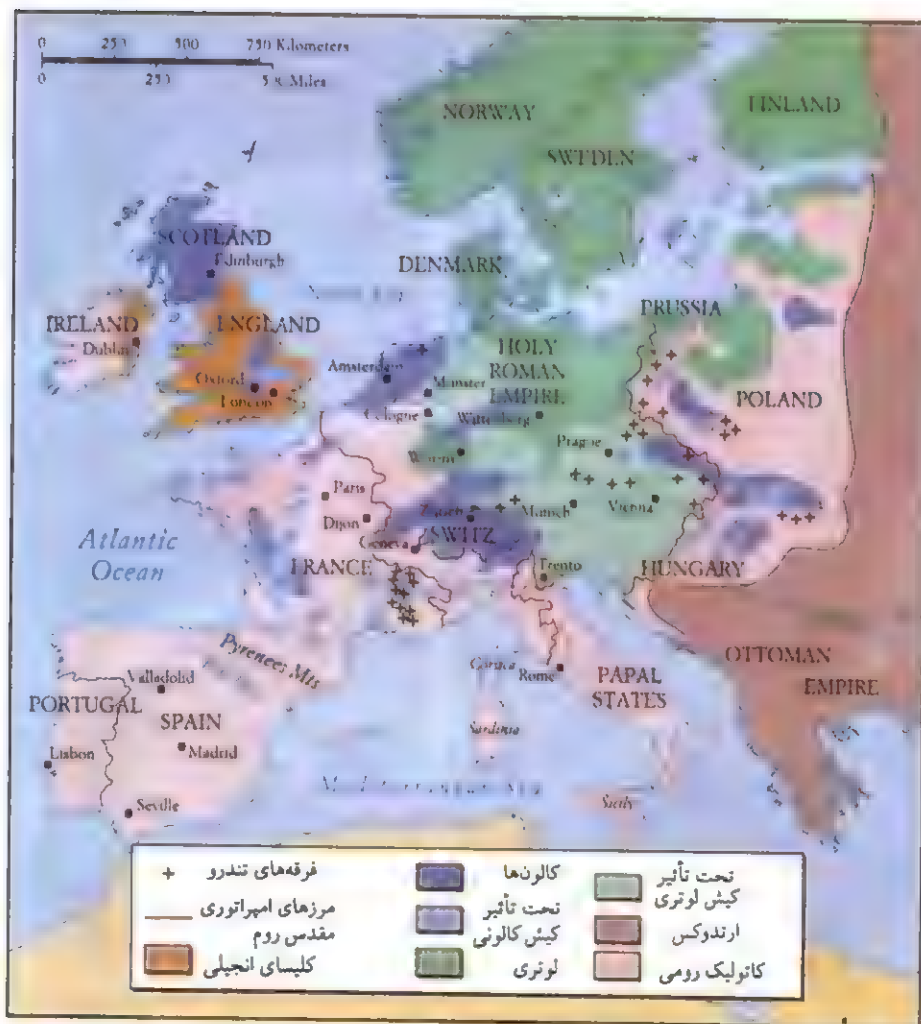 0 250 500 750 Kilometers
0 250 5 s. Miles
NORWAY
FINLAND
SWEDEN
SCOTLAND
Edinburgh
DENMARK
IRELAND
Dublin
ENGLAND
PRUSSIA
HOLY
ROMAN
EMPIRE
Amsterdam
Munster
Oxford
London
Cologne
Wittenberg
POLAND
Prague
Worms
Paris
Munich
Vienna
Dijon
Zurich
SWITZ
Geneva
Atlantic
Ocean
FRANCE
Trento
HUNGARY
Pyrenees Mts
OTTOMAN
EMPIRE
Valladolid
Corsica
Rome
PAPAL
STATES
PORTUGAL
SPAIN
Sardinia
Lisbon
Madrid
Mediterranean Sea
Sicily
Seville
فرقه‌های تندرو
مرزهای امپراتوری
مقدس روم
کلیسای انجیلی
کالون‌ها
تحت تأثیر
کیش کالونی
لوتری
تحت تأثیر
کیش لوتری
ارتدوکس
کاتولیک رومی